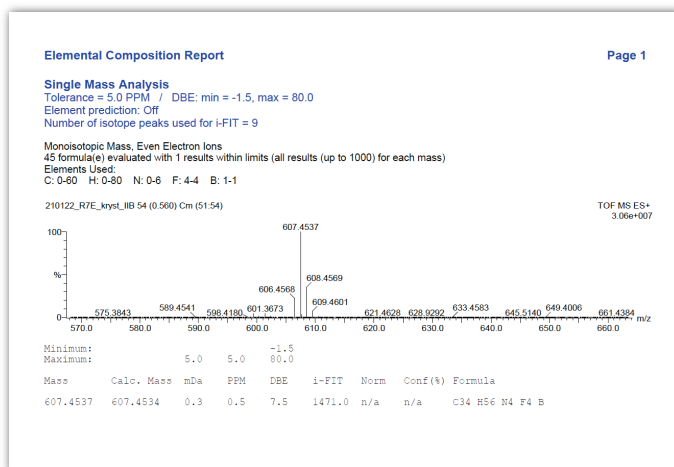 Elemental Composition Report Page 1
Single Mass Analysis
Tolerance = 5.0 PPM / DBE: min = -1.5, max = 80.0
Element prediction: Off
Number of isotope peaks used for i-FIT = 9
Monoisotopic Mass, Even Electron Ions
45 formula(e) evaluated with 1 results within limits (all results (up to 1000) for each mass)
Elements Used:
C: 0-60 H: 0-80 N: 0-6 F: 4-4 B: 1-1
210122_R7E_kryst_IIB 54 (0.560) Cm (51:54) TOF MS ES+
3.06e+007
607.4537
100
608.4569
%
606.4568
609.4601
575.3843 589.4541 598.4180 601.3673 621.4628 628.9292 633.4583 645.5140 649.4006 661.4384
0
m/z
570.0 580.0 590.0 600.0 610.0 620.0 630.0 640.0 650.0 660.0
Minimum: -1.5
Maximum: 5.0 5.0 80.0
Mass Calc. Mass mDa PPM DBE i-FIT Norm Conf(%) Formula
607.4537 607.4534 0.3 0.5 7.5 1471.0 n/a n/a C34 H56 N4 F4 B